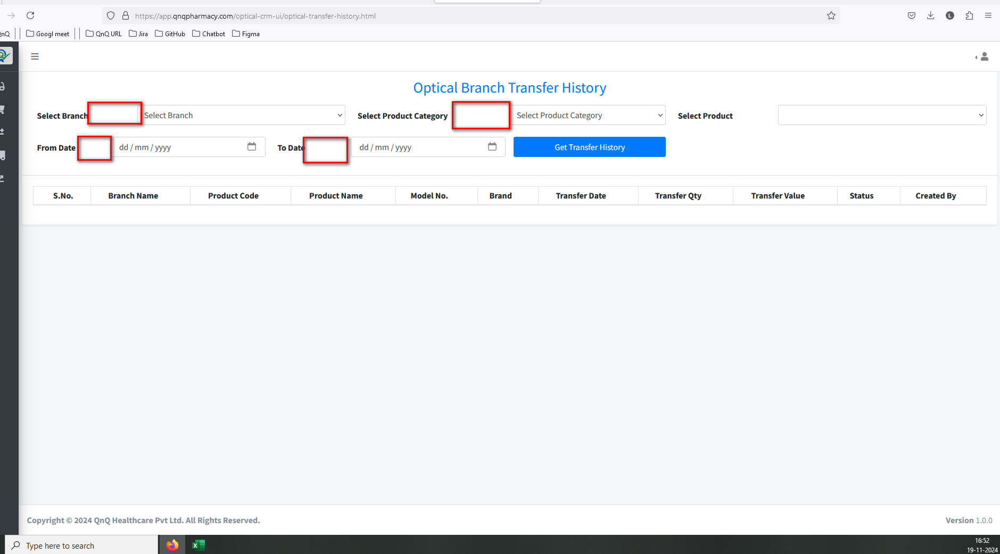 https://app.qnqpharmacy.com/optical-crm-ui/optical-transfer-history.html
L
QnQ Googl meet QnQ URL Jira GitHub Chatbot Figma
Optical Branch Transfer History
Select Branch Select Branch Select Product Category Select Product Category Select Product
From Date dd / mm / yyyy To Date dd / mm / yyyy Get Transfer History
S.No. Branch Name Product Code Product Name Model No. Brand Transfer Date Transfer Qty Transfer Value Status Created By
Copyright © 2024 QnQ Healthcare Pvt Ltd. All Rights Reserved. Version 1.0.0
Type here to search
16:52
19-11-2024